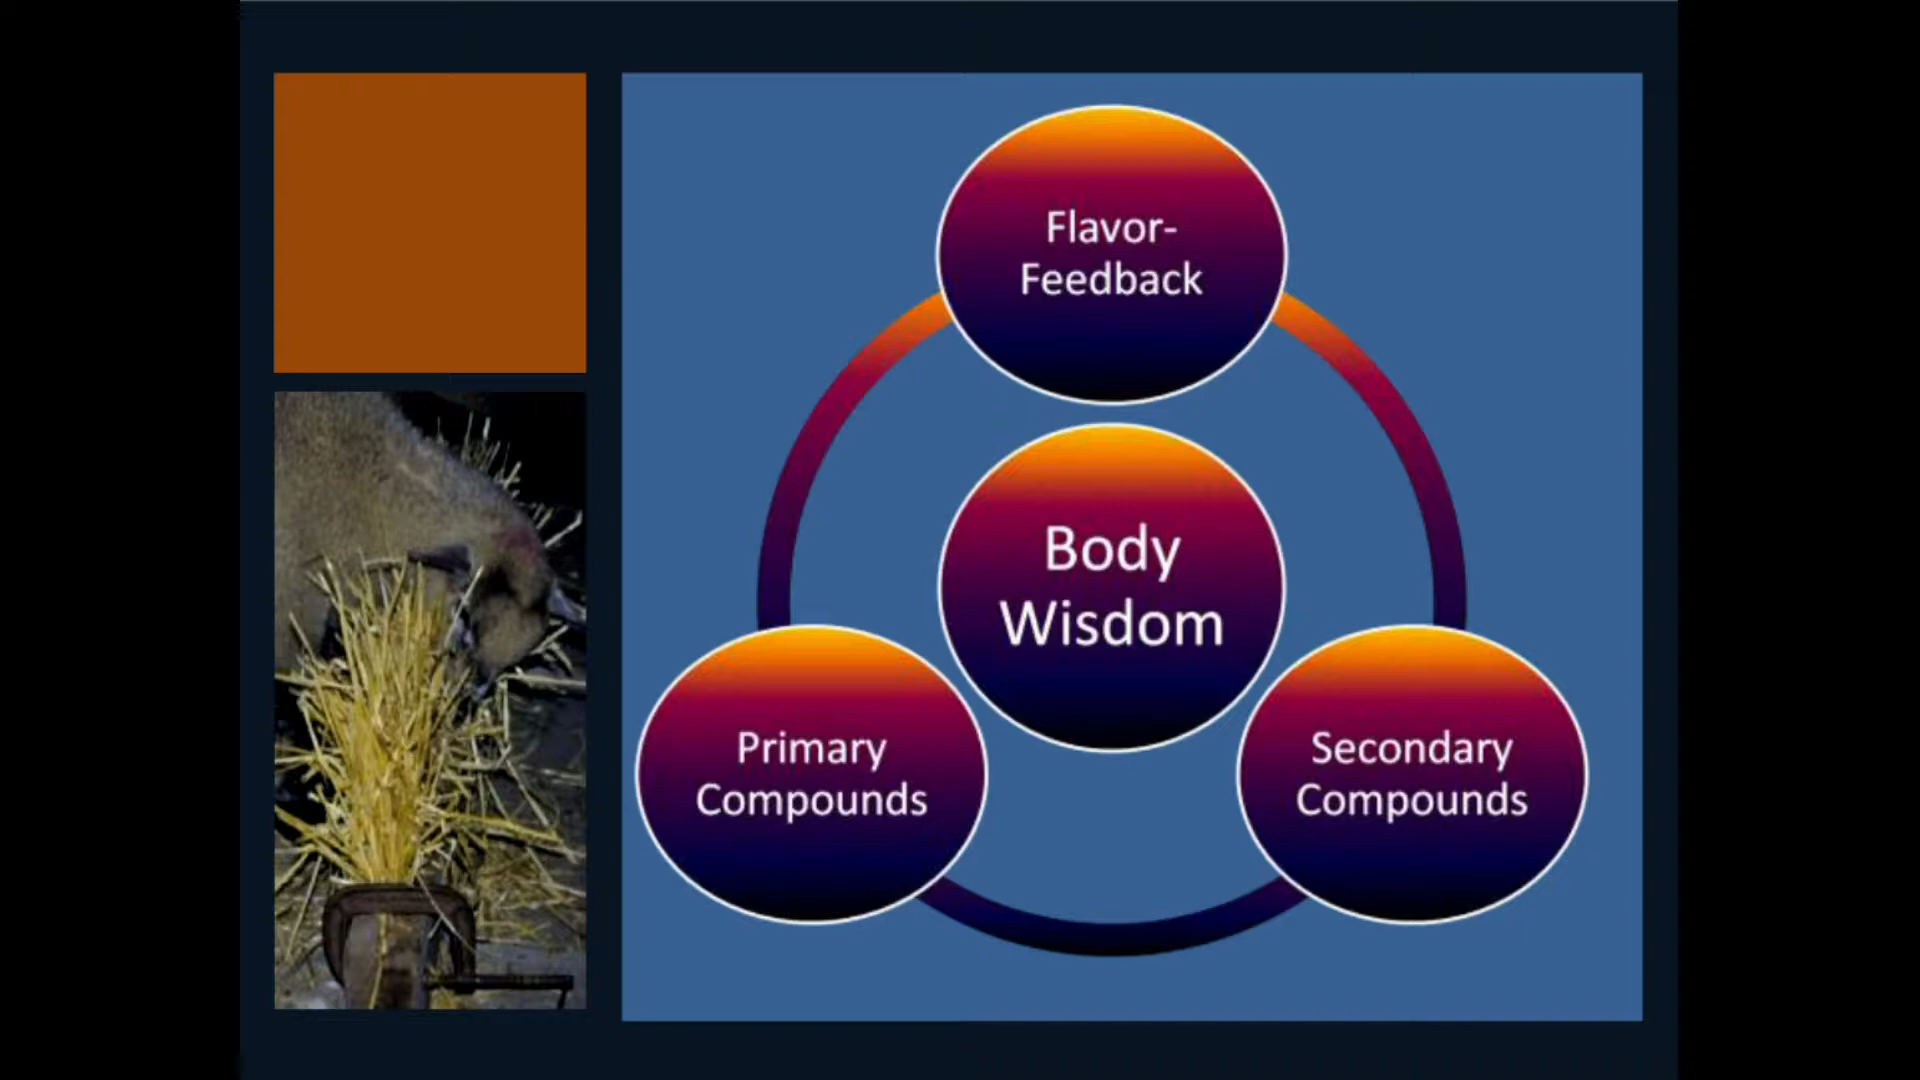 Flavor-
Feedback
Body
Wisdom
Primary
Compounds
Secondary
Compounds